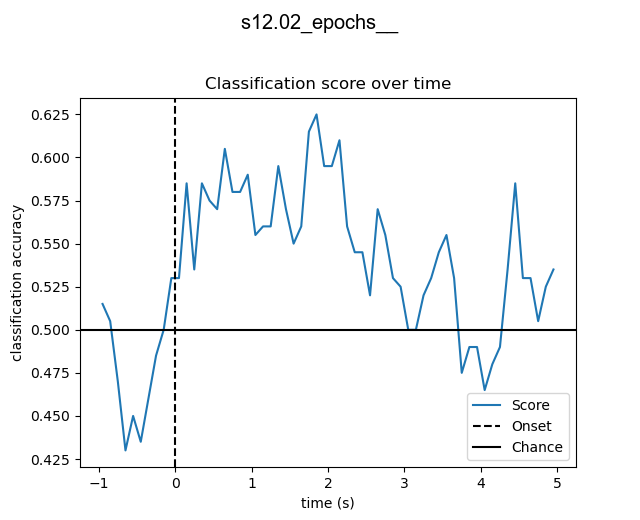 s12.02_epochs__
Classification score over time
classification accuracy
0.625
0.600
0.575
0.550
0.525
0.500
0.475
0.450
0.425
−1
0
1
2
3
4
5
time (s)
Score
Onset
Chance